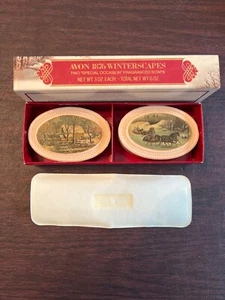 AVON 1876 WINTERSCAPES
TWO SPECIAL OCCASION FRAGRANCED SOAPS
NET WT. 3 OZ. EACH - TOTAL NET WT. 6 OZ.